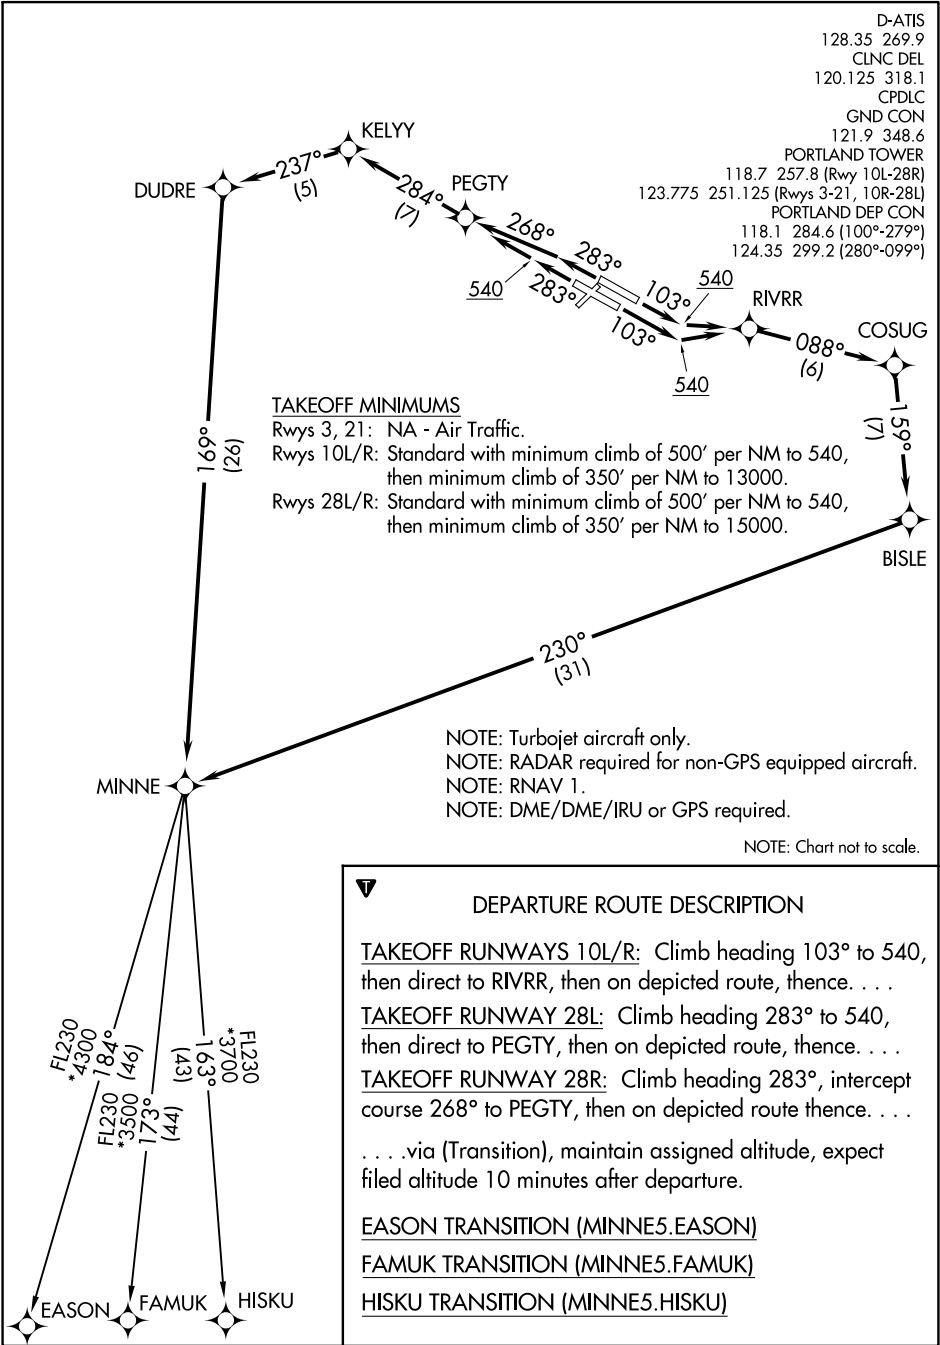 D-ATIS
128.35 269.9
CLNC DEL
120.125 318.1
CPDLC
GND CON
121.9 348.6
PORTLAND TOWER
118.7 257.8 (Rwy 10L-28R)
123.775 251.125 (Rwys 3-21, 10R-28L)
PORTLAND DEP CON
118.1 284.6 (100°-279°)
124.35 299.2 (280°-099°)
KELYY
237°
(5)
DUDRE
284°
(7)
PEGTY
268°
283°
540
283°
103°
540
103°
RIVRR
540
088°
(6)
COSUG
159°
(7)
BISLE
169°
(26)
TAKEOFF MINIMUMS
Rwys 3, 21: NA - Air Traffic.
Rwys 10L/R: Standard with minimum climb of 500' per NM to 540,
then minimum climb of 350' per NM to 13000.
Rwys 28L/R: Standard with minimum climb of 500' per NM to 540,
then minimum climb of 350' per NM to 15000.
230°
(31)
MINNE
NOTE: Turbojet aircraft only.
NOTE: RADAR required for non-GPS equipped aircraft.
NOTE: RNAV 1.
NOTE: DME/DME/IRU or GPS required.
NOTE: Chart not to scale.
FL230
*4300
184°
(46)
FL230
*3500
173°
(44)
FL230
*3700
163°
(43)
EASON
FAMUK
HISKU
T
DEPARTURE ROUTE DESCRIPTION
TAKEOFF RUNWAYS 10L/R: Climb heading 103° to 540,
then direct to RIVRR, then on depicted route, thence. . . .
TAKEOFF RUNWAY 28L: Climb heading 283° to 540,
then direct to PEGTY, then on depicted route, thence. . . .
TAKEOFF RUNWAY 28R: Climb heading 283°, intercept
course 268° to PEGTY, then on depicted route thence. . . .
. . . .via (Transition), maintain assigned altitude, expect
filed altitude 10 minutes after departure.
EASON TRANSITION (MINNE5.EASON)
FAMUK TRANSITION (MINNE5.FAMUK)
HISKU TRANSITION (MINNE5.HISKU)